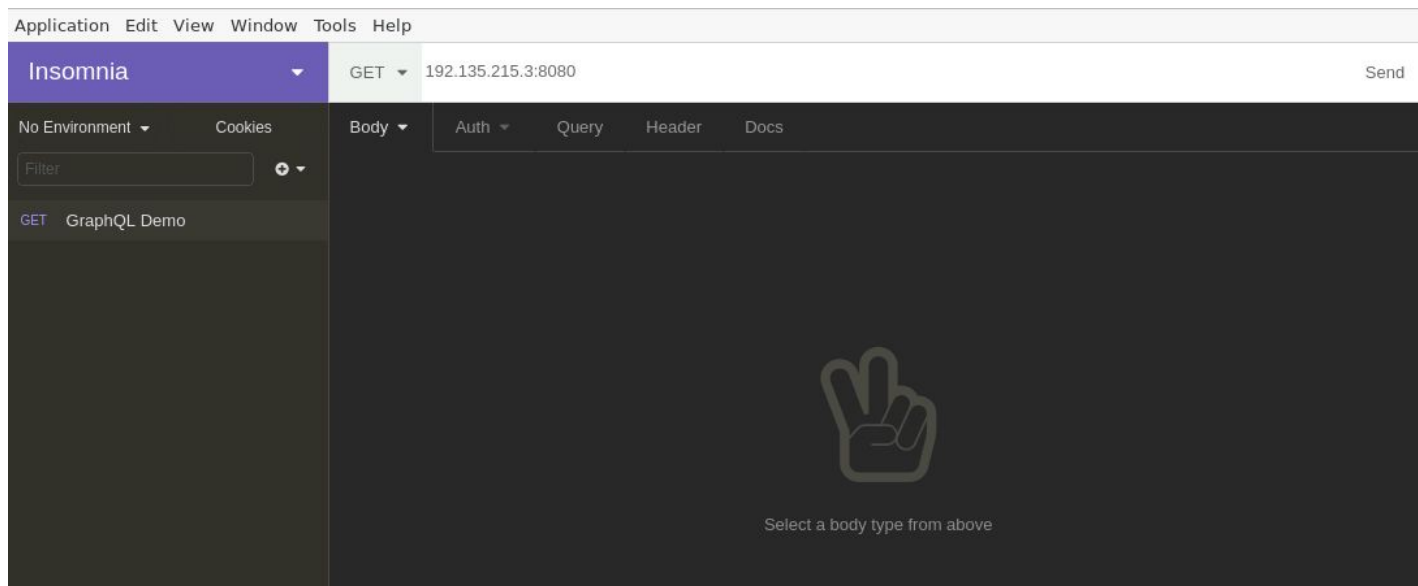 Application Edit View Window Tools Help
Insomnia
GET 192.135.215.3:8080 Send
No Environment Cookies
Body Auth Query Header Docs
Filter
GET GraphQL Demo
Select a body type from above